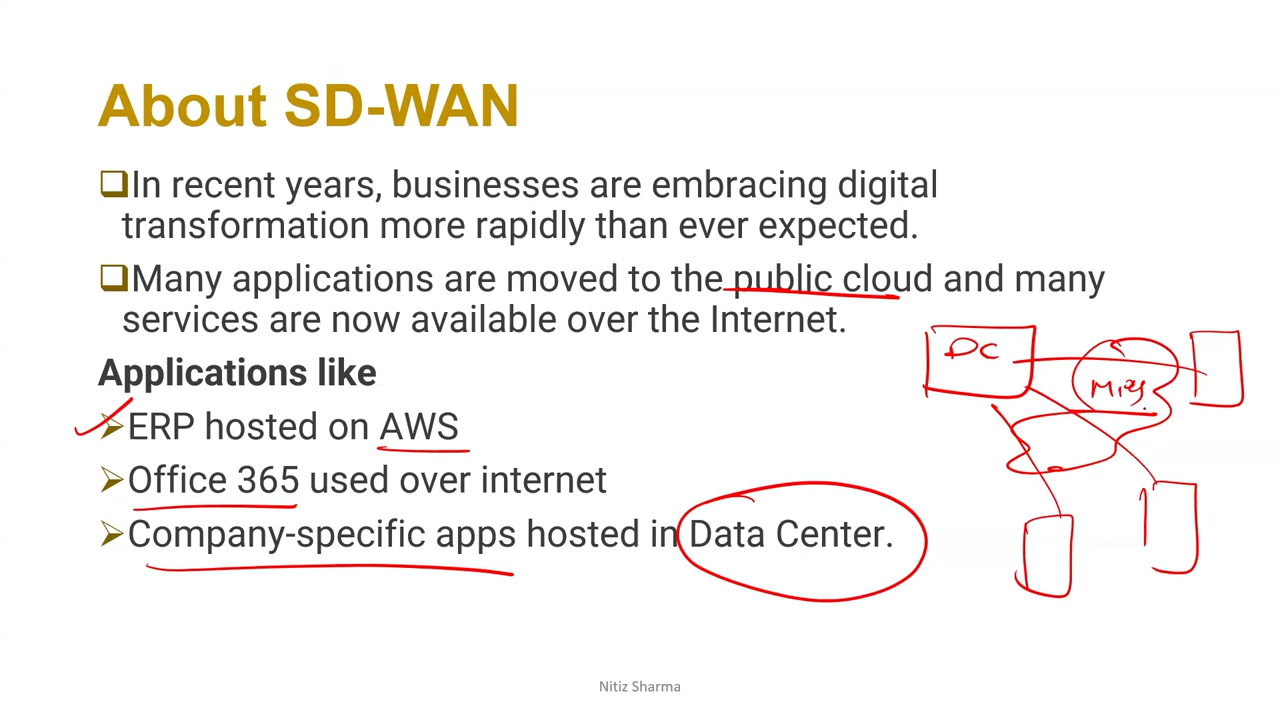 About SD-WAN
In recent years, businesses are embracing digital
transformation more rapidly than ever expected.
Many applications are moved to the public cloud and many
services are now available over the Internet.
Applications like
ERP hosted on AWS
Office 365 used over internet
Company-specific apps hosted in Data Center.
DC
Nitiz Sharma